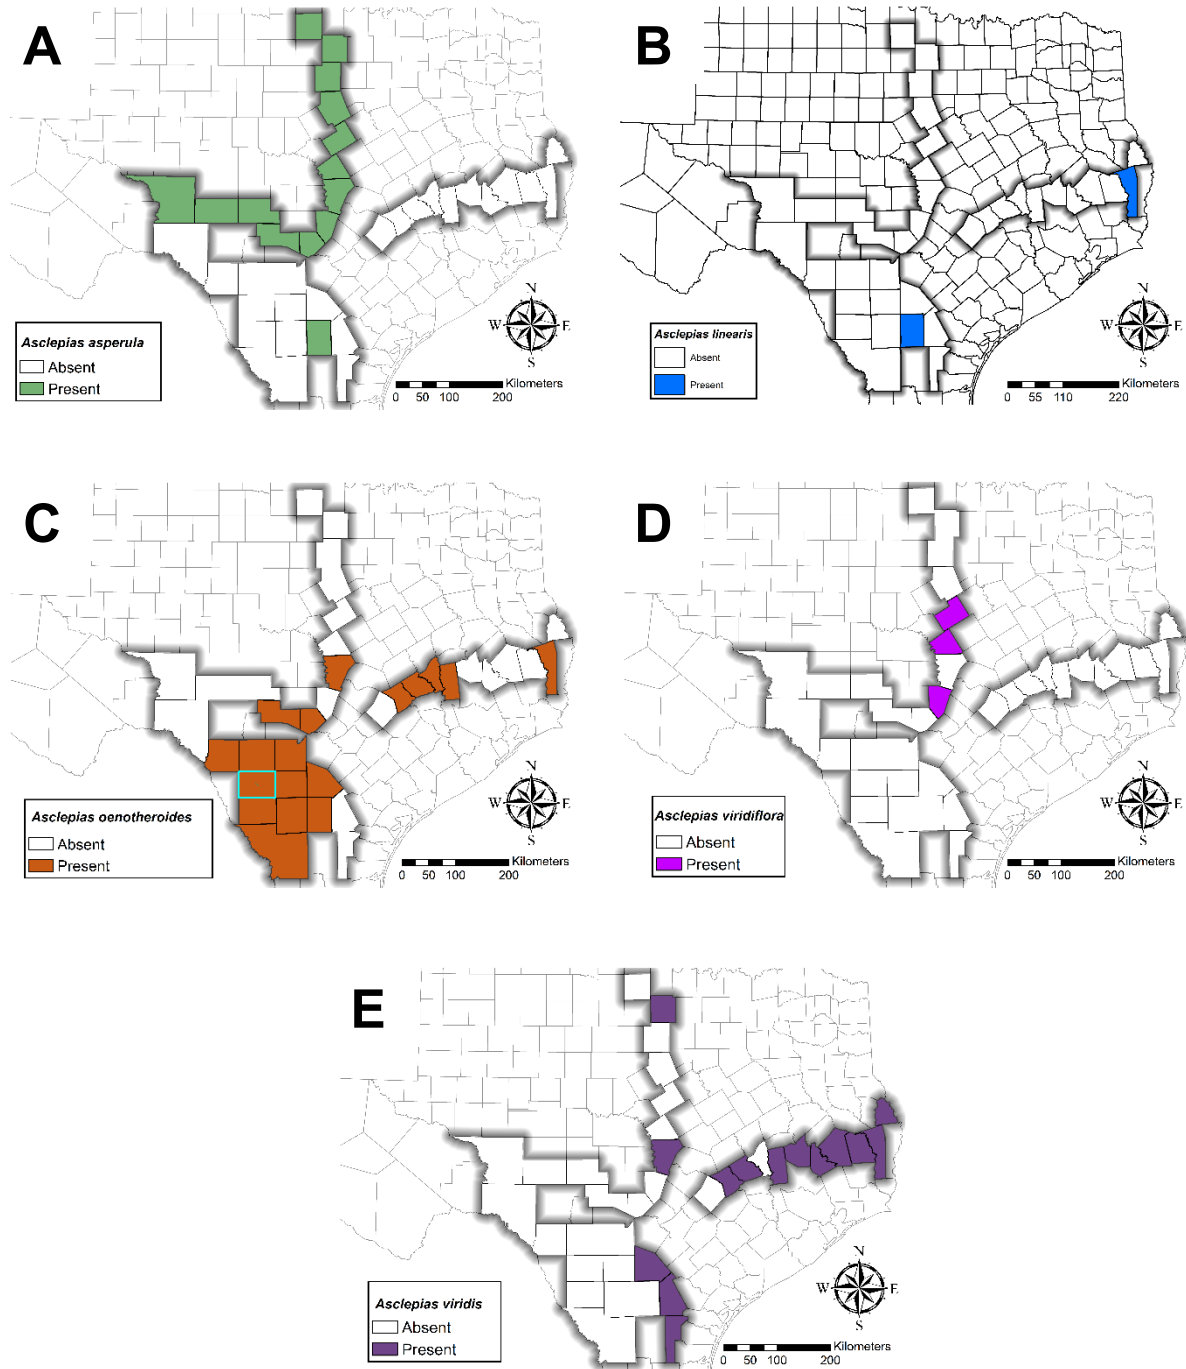 A
N
W
E
S
Asclepias asperula
Absent
Present
Kilometers
0 50 100 200
B
N
W
E
S
Asclepias linearis
Absent
Present
Kilometers
0 55 110 220
C
N
W
E
S
Asclepias oenotheroides
Absent
Present
Kilometers
0 50 100 200
D
N
W
E
S
Asclepias viridiflora
Absent
Present
Kilometers
0 50 100 200
E
N
W
E
S
Asclepias viridis
Absent
Present
Kilometers
0 50 100 200